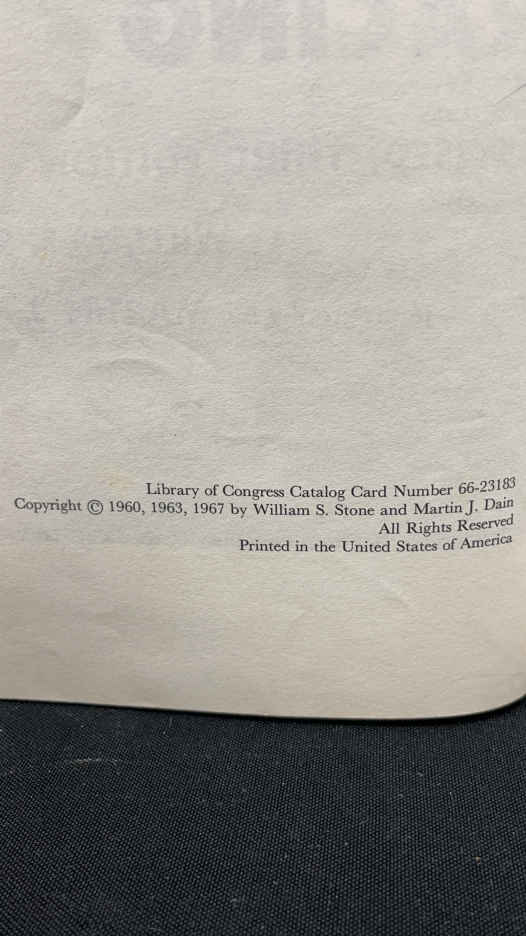 Library of Congress Catalog Card Number 66-23183
Copyright © 1960, 1963, 1967 by William S. Stone and Martin J. Dain
All Rights Reserved
Printed in the United States of America